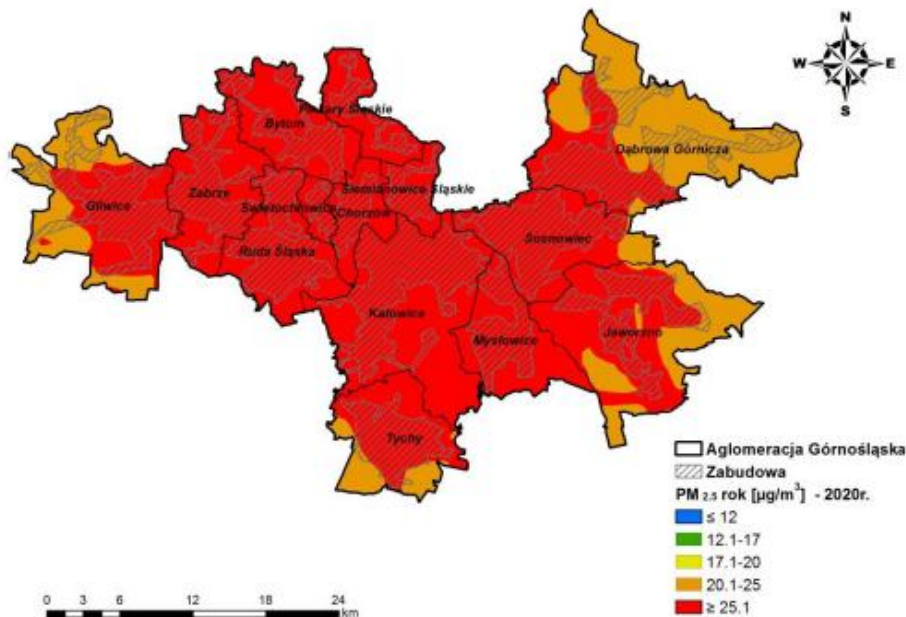 N
W E
S
Piekary Śląskie
Bytom
Dąbrowa Górnicza
Siemianowice Śląskie
Zabrze
Gliwice
Świętochłowice
Chorzów
Sosnowiec
Ruda Śląska
Katowice
Jaworzno
Mysłowice
Tychy
Aglomeracja Górnośląska
Zabudowa
PM 2.5 rok [µg/m³] - 2020r.
≤ 12
12.1-17
17.1-20
20.1-25
≥ 25.1
0 3 6 12 18 24
km